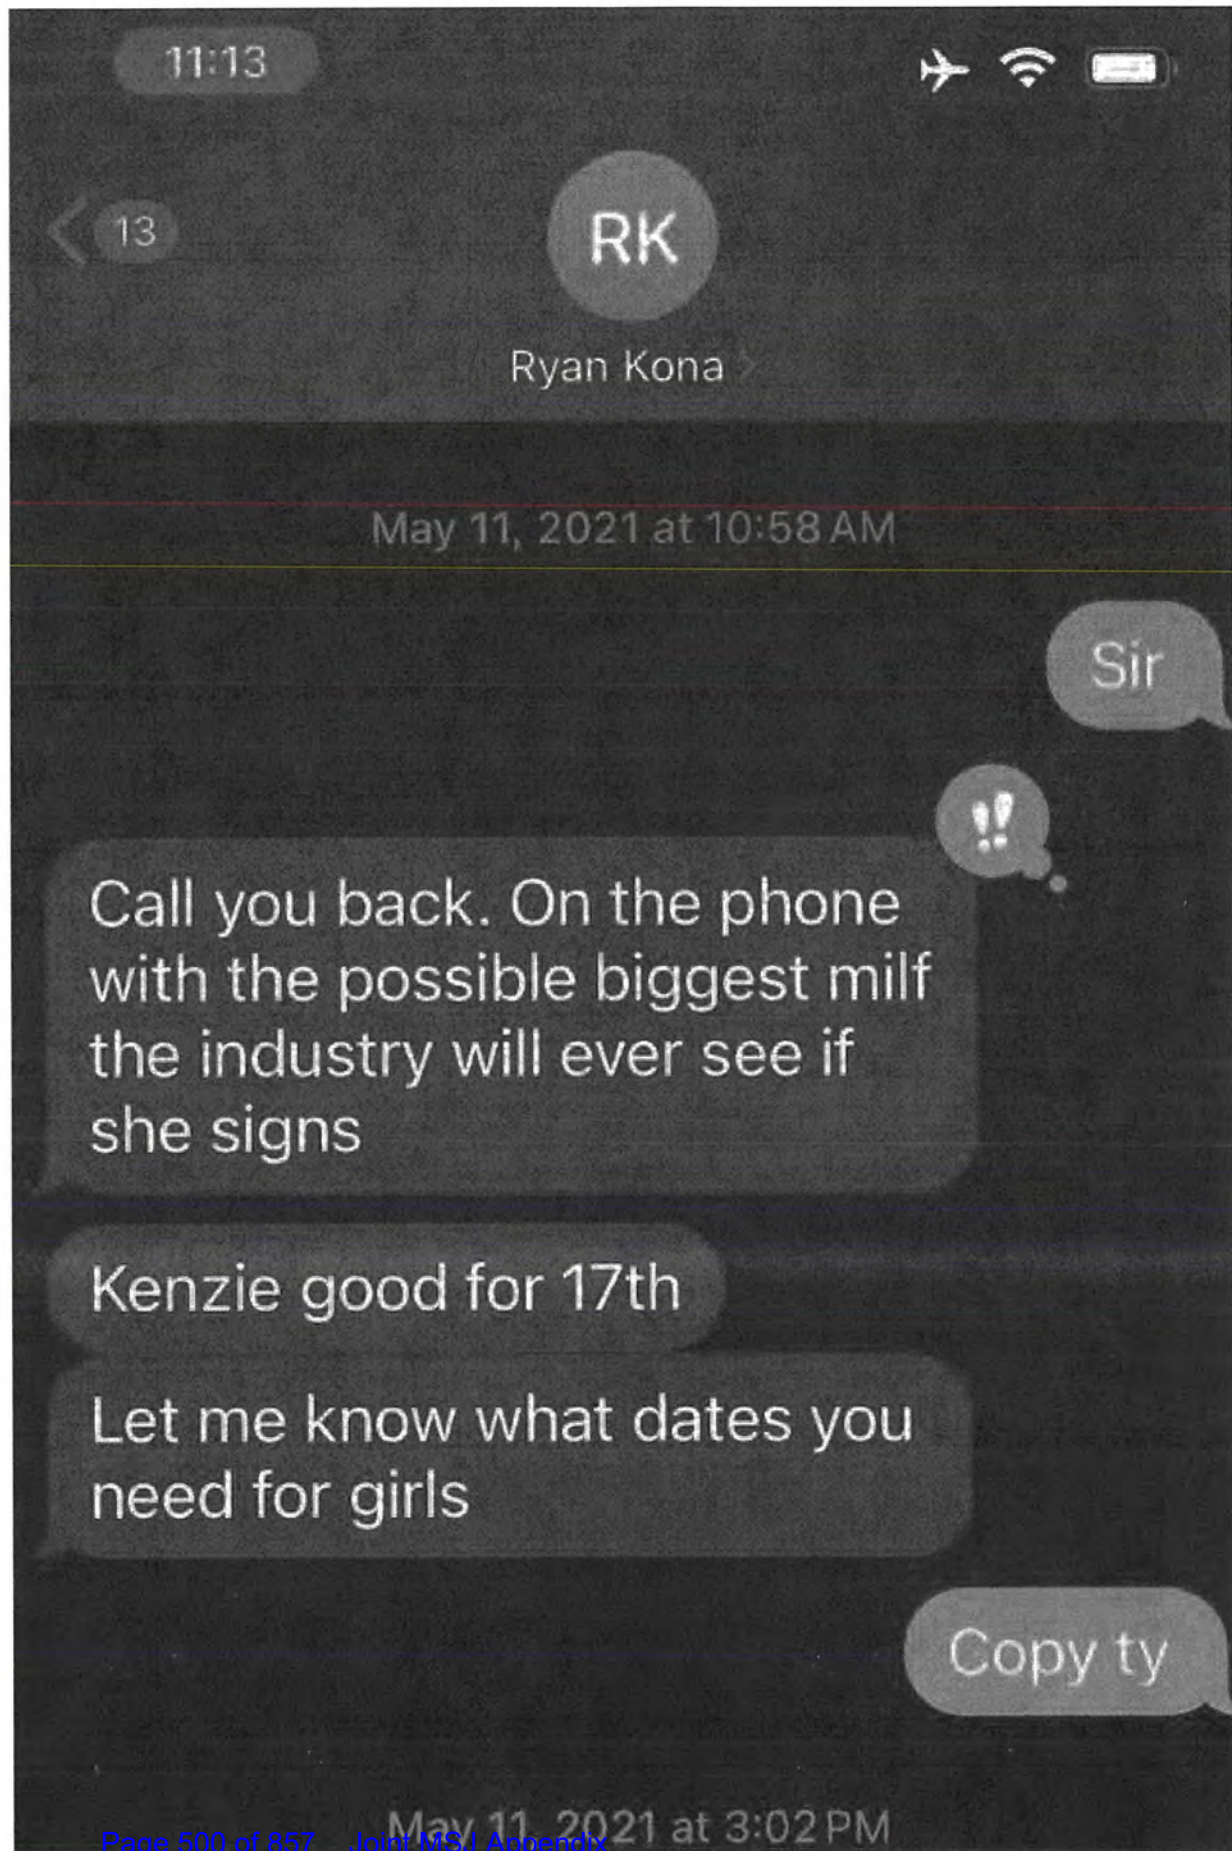 11:13
13
RK
Ryan Kona
May 11, 2021 at 10:58 AM
Sir
!!
Call you back. On the phone
with the possible biggest milf
the industry will ever see if
she signs
Kenzie good for 17th
Let me know what dates you
need for girls
Copy ty
May 11, 2021 at 3:02 PM
Page 500 of 857 Joint MSJ Appendix